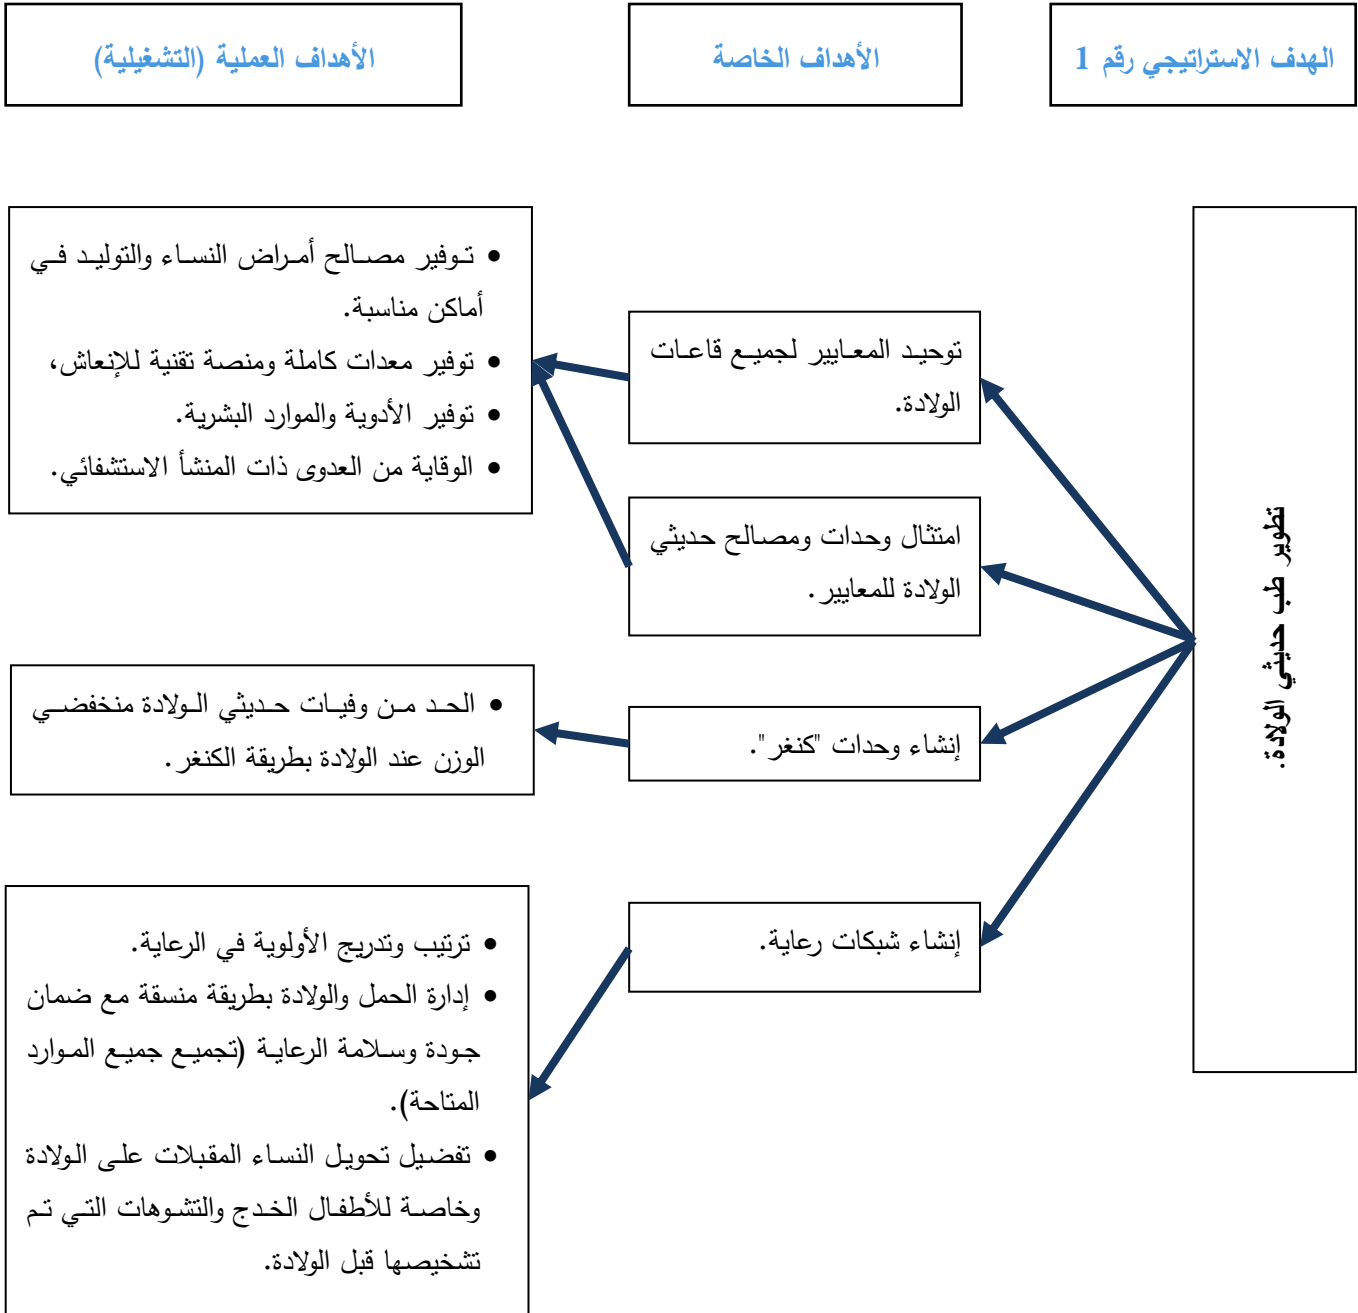 الهدف الاستراتيجي رقم 1
الأهداف الخاصة
الأهداف العملية (التشغيلية)
تطوير طب حديثي الولادة.
توحيد المعايير لجميع قاعات
الولادة.
امتثال وحدات ومصالح حديثي
الولادة للمعايير.
إنشاء وحدات "كنغر".
إنشاء شبكات رعاية.
• توفير مصالح أمراض النساء والتوليد في
أماكن مناسبة.
• توفير معدات كاملة ومنصة تقنية للإنعاش،
• توفير الأدوية والموارد البشرية.
• الوقاية من العدوى ذات المنشأ الاستشفائي.
• الحد من وفيات حديثي الولادة منخفضي
الوزن عند الولادة بطريقة الكنغر.
• ترتيب وتدريج الأولوية في الرعاية.
• إدارة الحمل والولادة بطريقة منسقة مع ضمان
جودة وسلامة الرعاية (تجميع جميع الموارد
المتاحة).
• تفضيل تحويل النساء المقبلات على الولادة
وخاصة للأطفال الخدج والتشوهات التي تم
تشخيصها قبل الولادة.